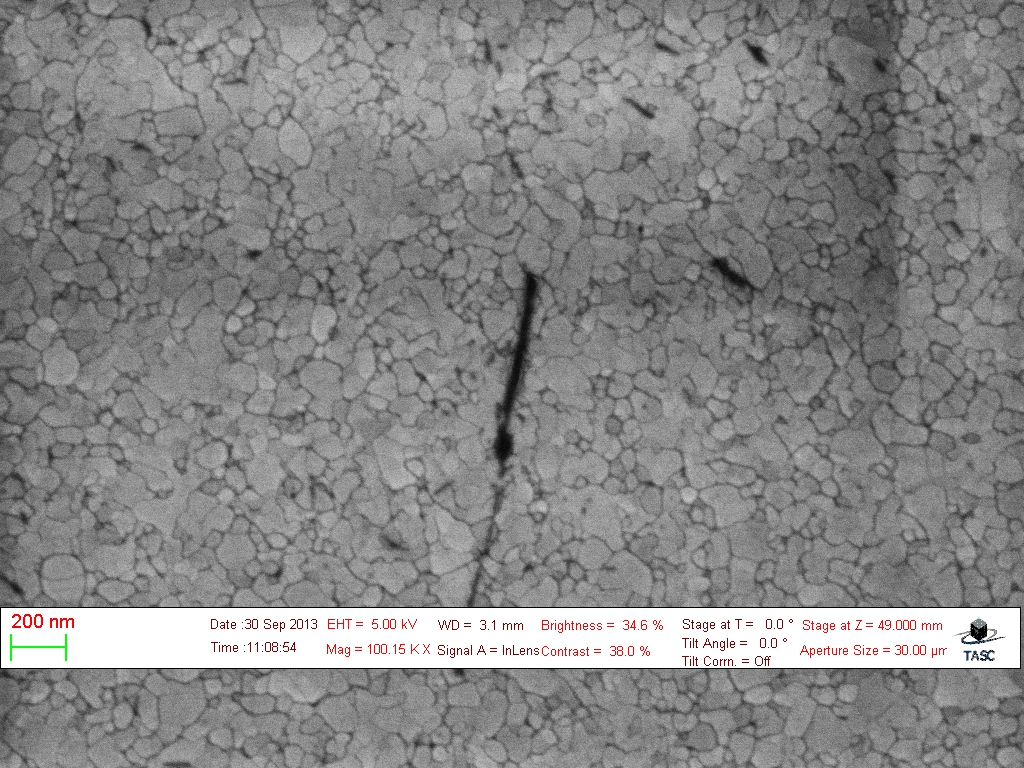 200 nm
Date :30 Sep 2013 EHT = 5.00 kV WD = 3.1 mm Brightness = 34.6 % Stage at T = 0.0 ° Stage at Z = 49.000 mm
Time :11:08:54 Mag = 100.15 K X Signal A = InLens Contrast = 38.0 % Tilt Angle = 0.0 ° Aperture Size = 30.00 µm
Tilt Corrn. = Off
TASC